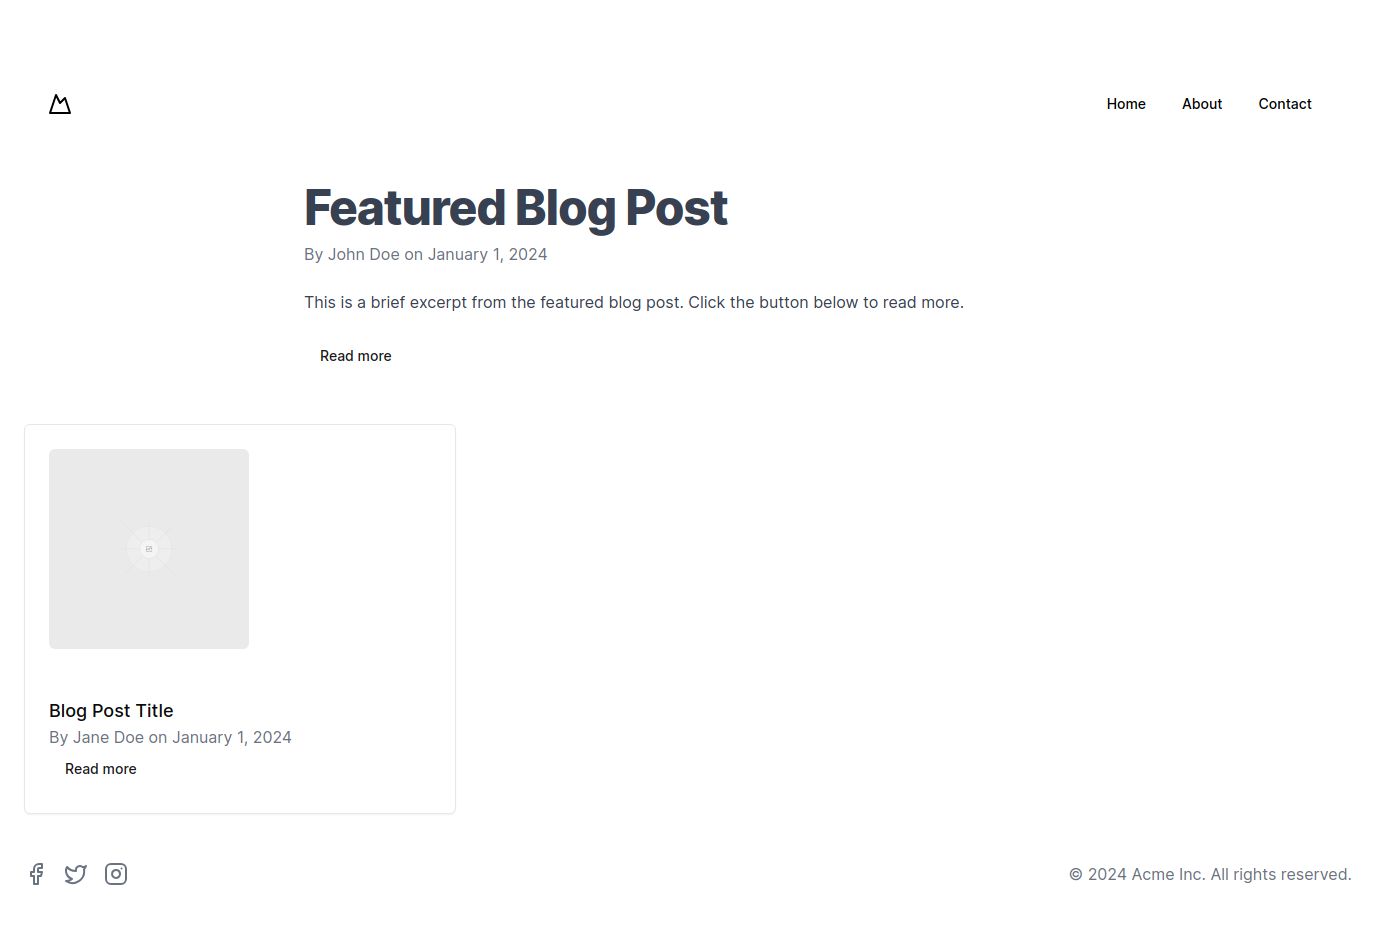 Home About Contact
Featured Blog Post
By John Doe on January 1, 2024
This is a brief excerpt from the featured blog post. Click the button below to read more.
Read more
Blog Post Title
By Jane Doe on January 1, 2024
Read more
© 2024 Acme Inc. All rights reserved.